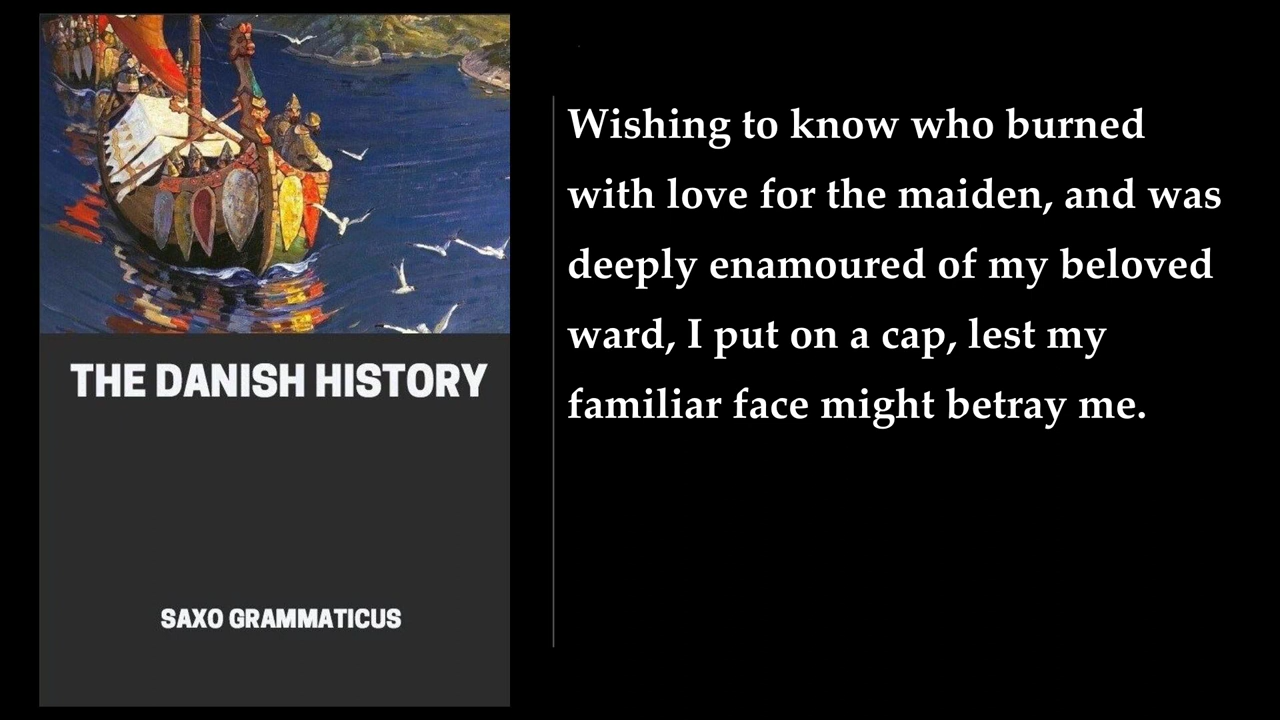 THE DANISH HISTORY
SAXO GRAMMATICUS
Wishing to know who burned
with love for the maiden, and was
deeply enamoured of my beloved
ward, I put on a cap, lest my
familiar face might betray me.